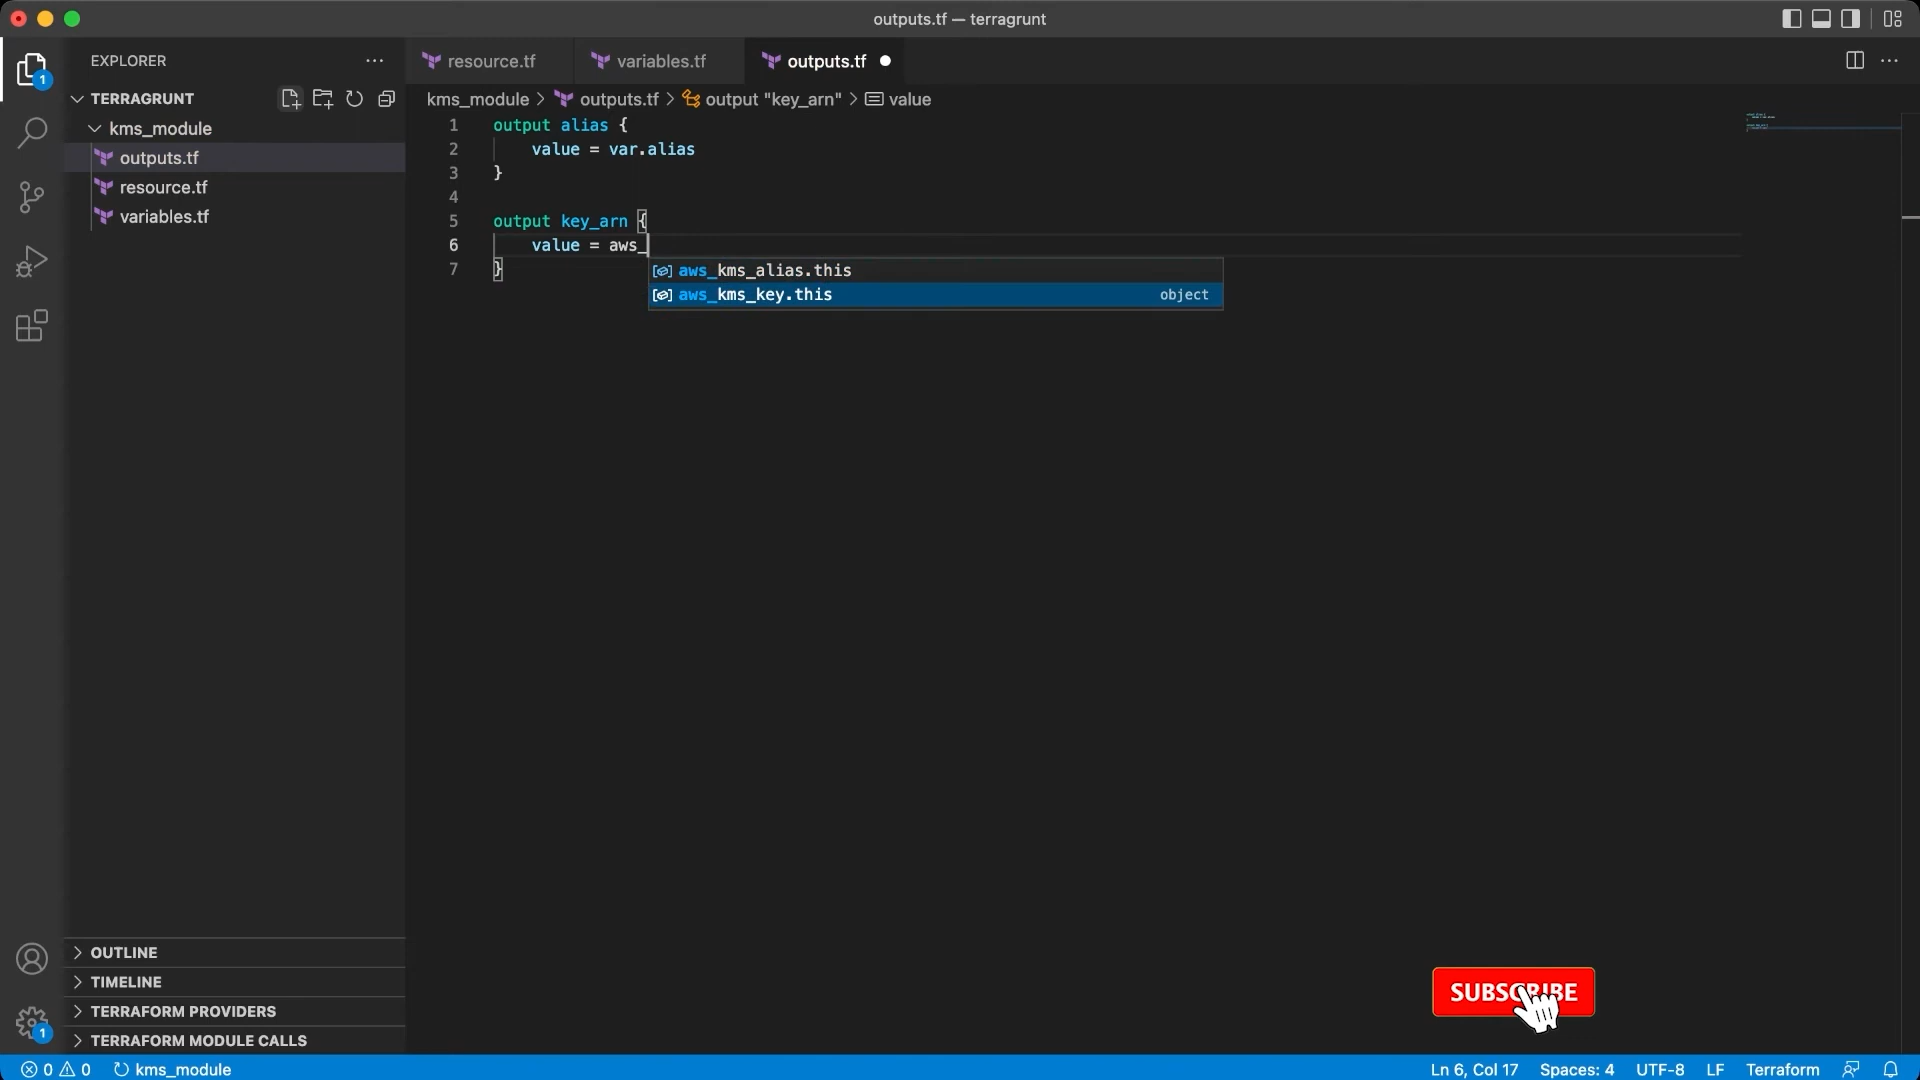 outputs.tf — terragrunt
1
EXPLORER
resource.tf
variables.tf
outputs.tf
TERRAGRUNT
kms_module
outputs.tf
resource.tf
variables.tf
kms_module > outputs.tf > output "key_arn" > value
1 output alias {
2 value = var.alias
3 }
4
5 output key_arn {
6 value = aws_
7 }
aws_kms_alias.this
aws_kms_key.this object
OUTLINE
TIMELINE
TERRAFORM PROVIDERS
TERRAFORM MODULE CALLS
1
SUBSCRIBE
0 0 kms_module Ln 6, Col 17 Spaces: 4 UTF-8 LF Terraform